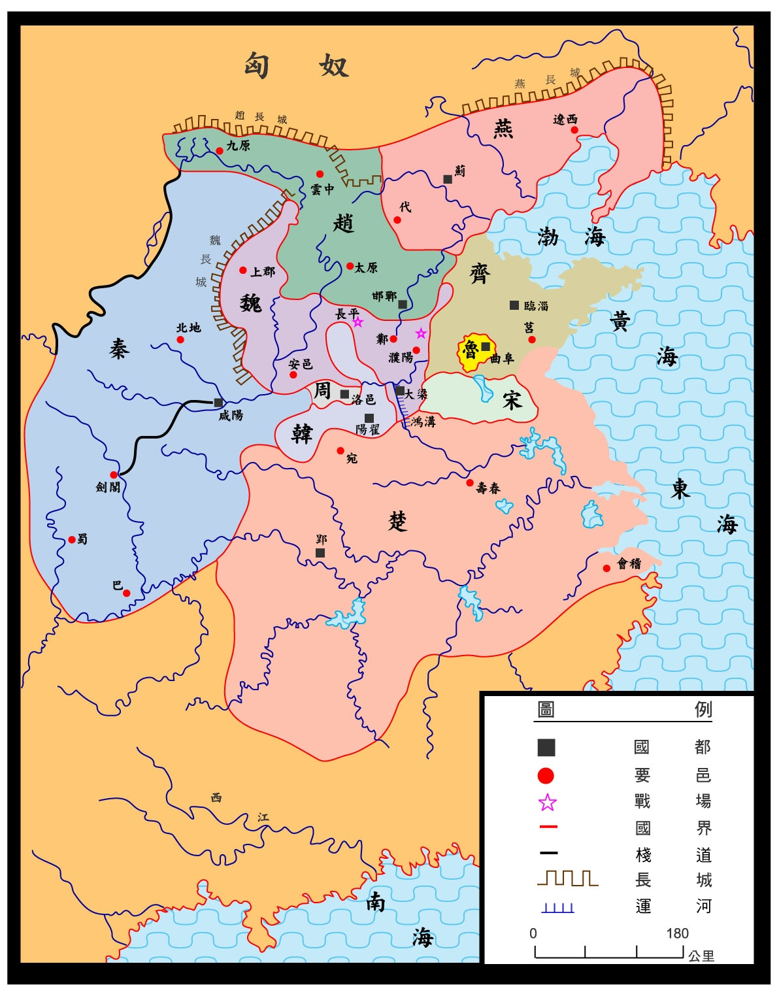 匈 奴
燕 長 城
趙 長 城
燕
遼西
九原
薊
雲中
代
趙
渤 海
魏 長 城
太原
上郡
齊
邯鄲
魏
臨淄
長平
黃 海
莒
北地
鄴
秦
魯
濮陽
曲阜
安邑
周
洛邑
大梁
宋
咸陽
鴻溝
韓
陽翟
宛
劍閣
壽春
東 海
楚
蜀
郢
會稽
巴
西 江
南 海
圖 例
國 都
要 邑
戰 場
國 界
棧 道
長 城
運 河
0 180
公里